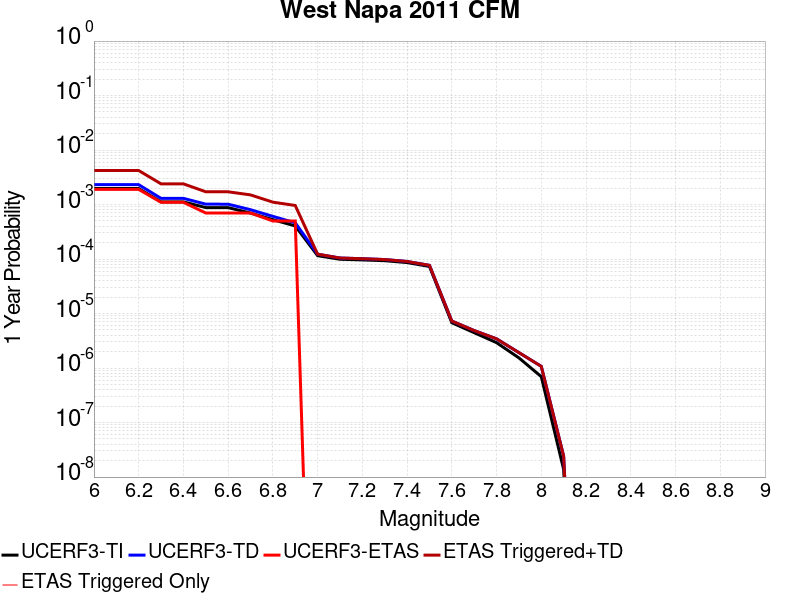 West Napa 2011 CFM
10^0
10^-1
10^-2
10^-3
10^-4
10^-5
10^-6
10^-7
10^-8
1 Year Probability
6 6.2 6.4 6.6 6.8 7 7.2 7.4 7.6 7.8 8 8.2 8.4 8.6 8.8 9
Magnitude
UCERF3-TI UCERF3-TD UCERF3-ETAS ETAS Triggered+TD
ETAS Triggered Only